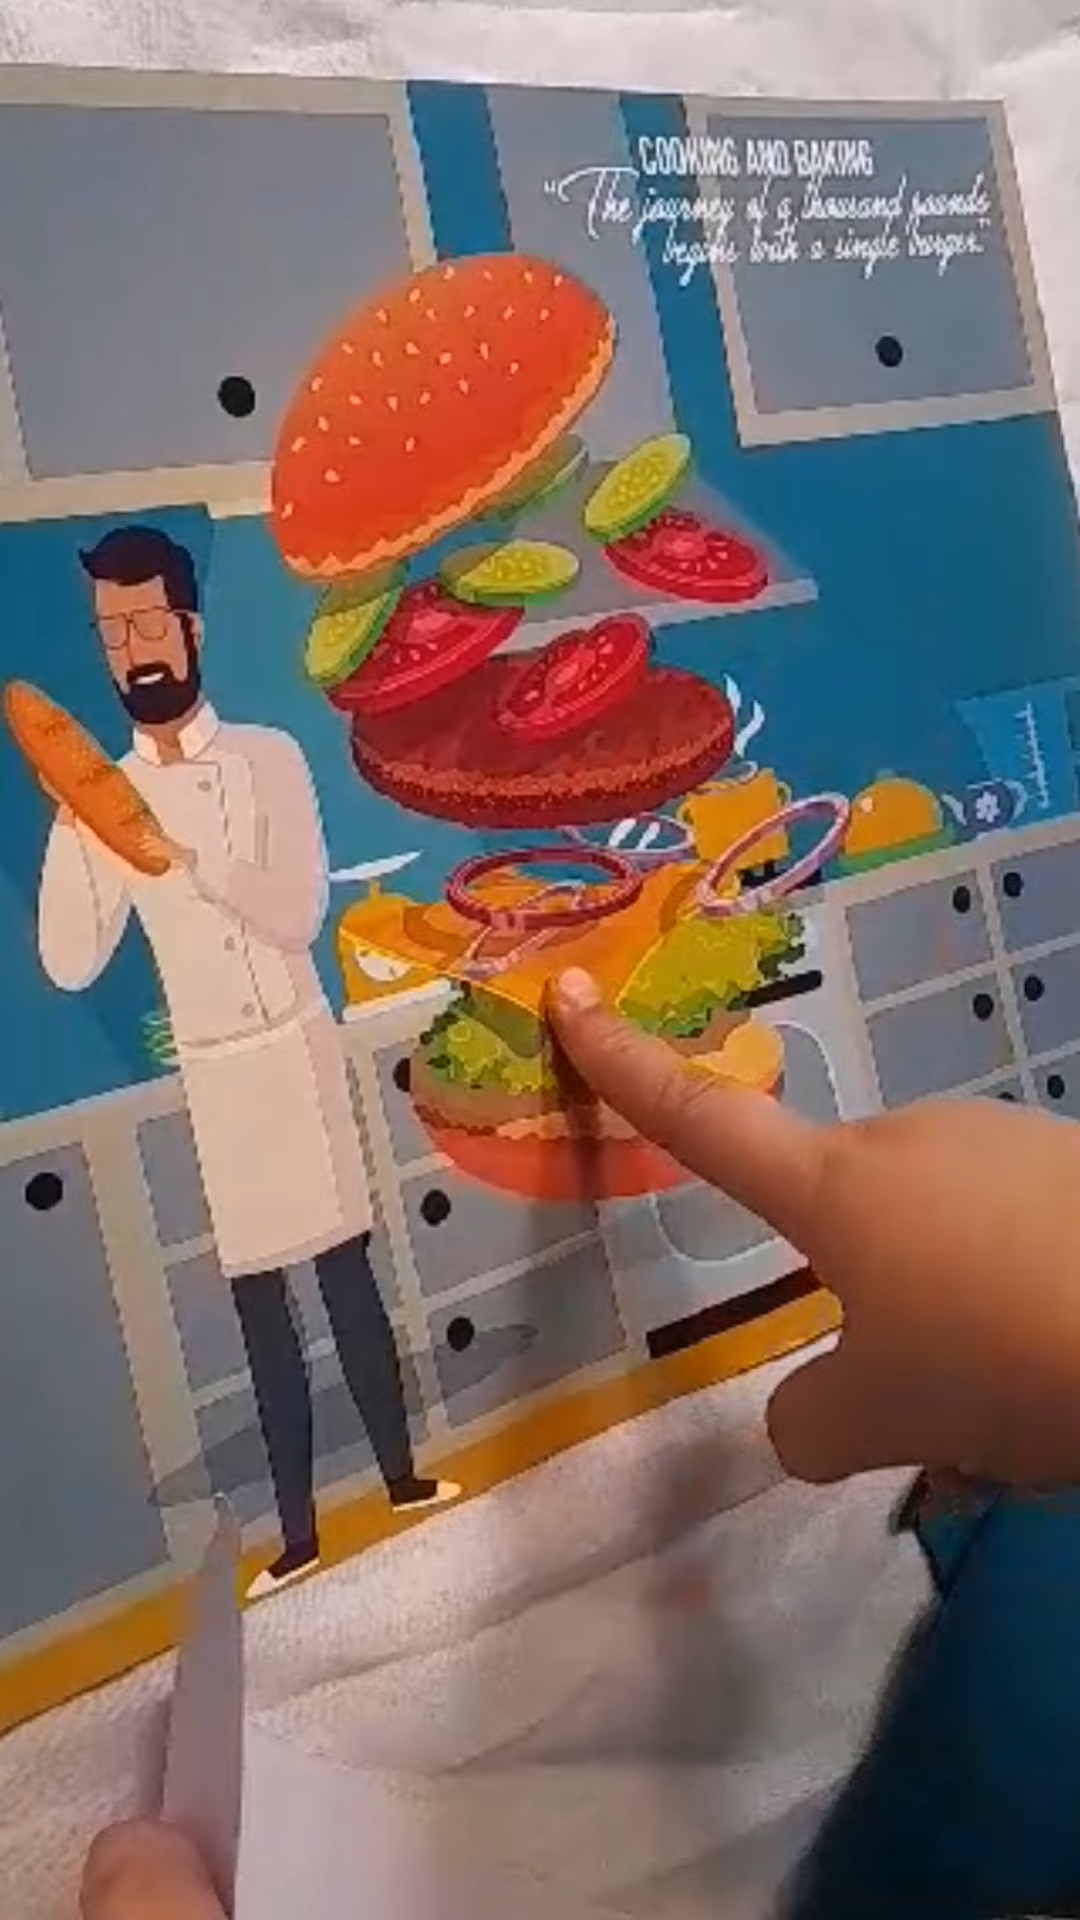 COOKING AND BAKING
"The journey of a thousand pounds
begins with a single burger."